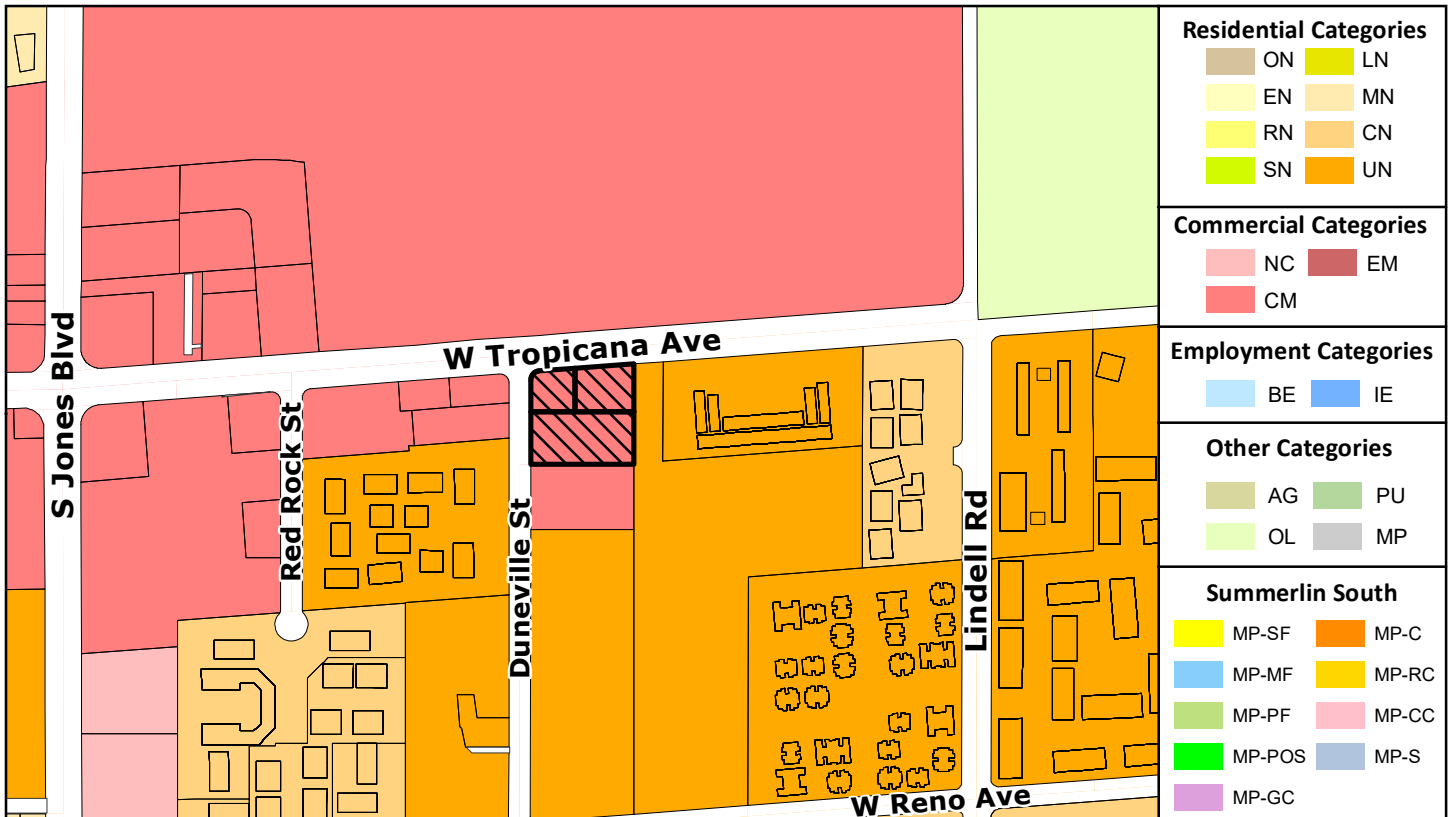 W Tropicana Ave
S Jones Blvd
Red Rock St
Duneville St
Lindell Rd
W Reno Ave
Residential Categories
ON LN
EN MN
RN CN
SN UN
Commercial Categories
NC EM
CM
Employment Categories
BE IE
Other Categories
AG PU
OL MP
Summerlin South
MP-SF MP-C
MP-MF MP-RC
MP-PF MP-CC
MP-POS MP-S
MP-GC